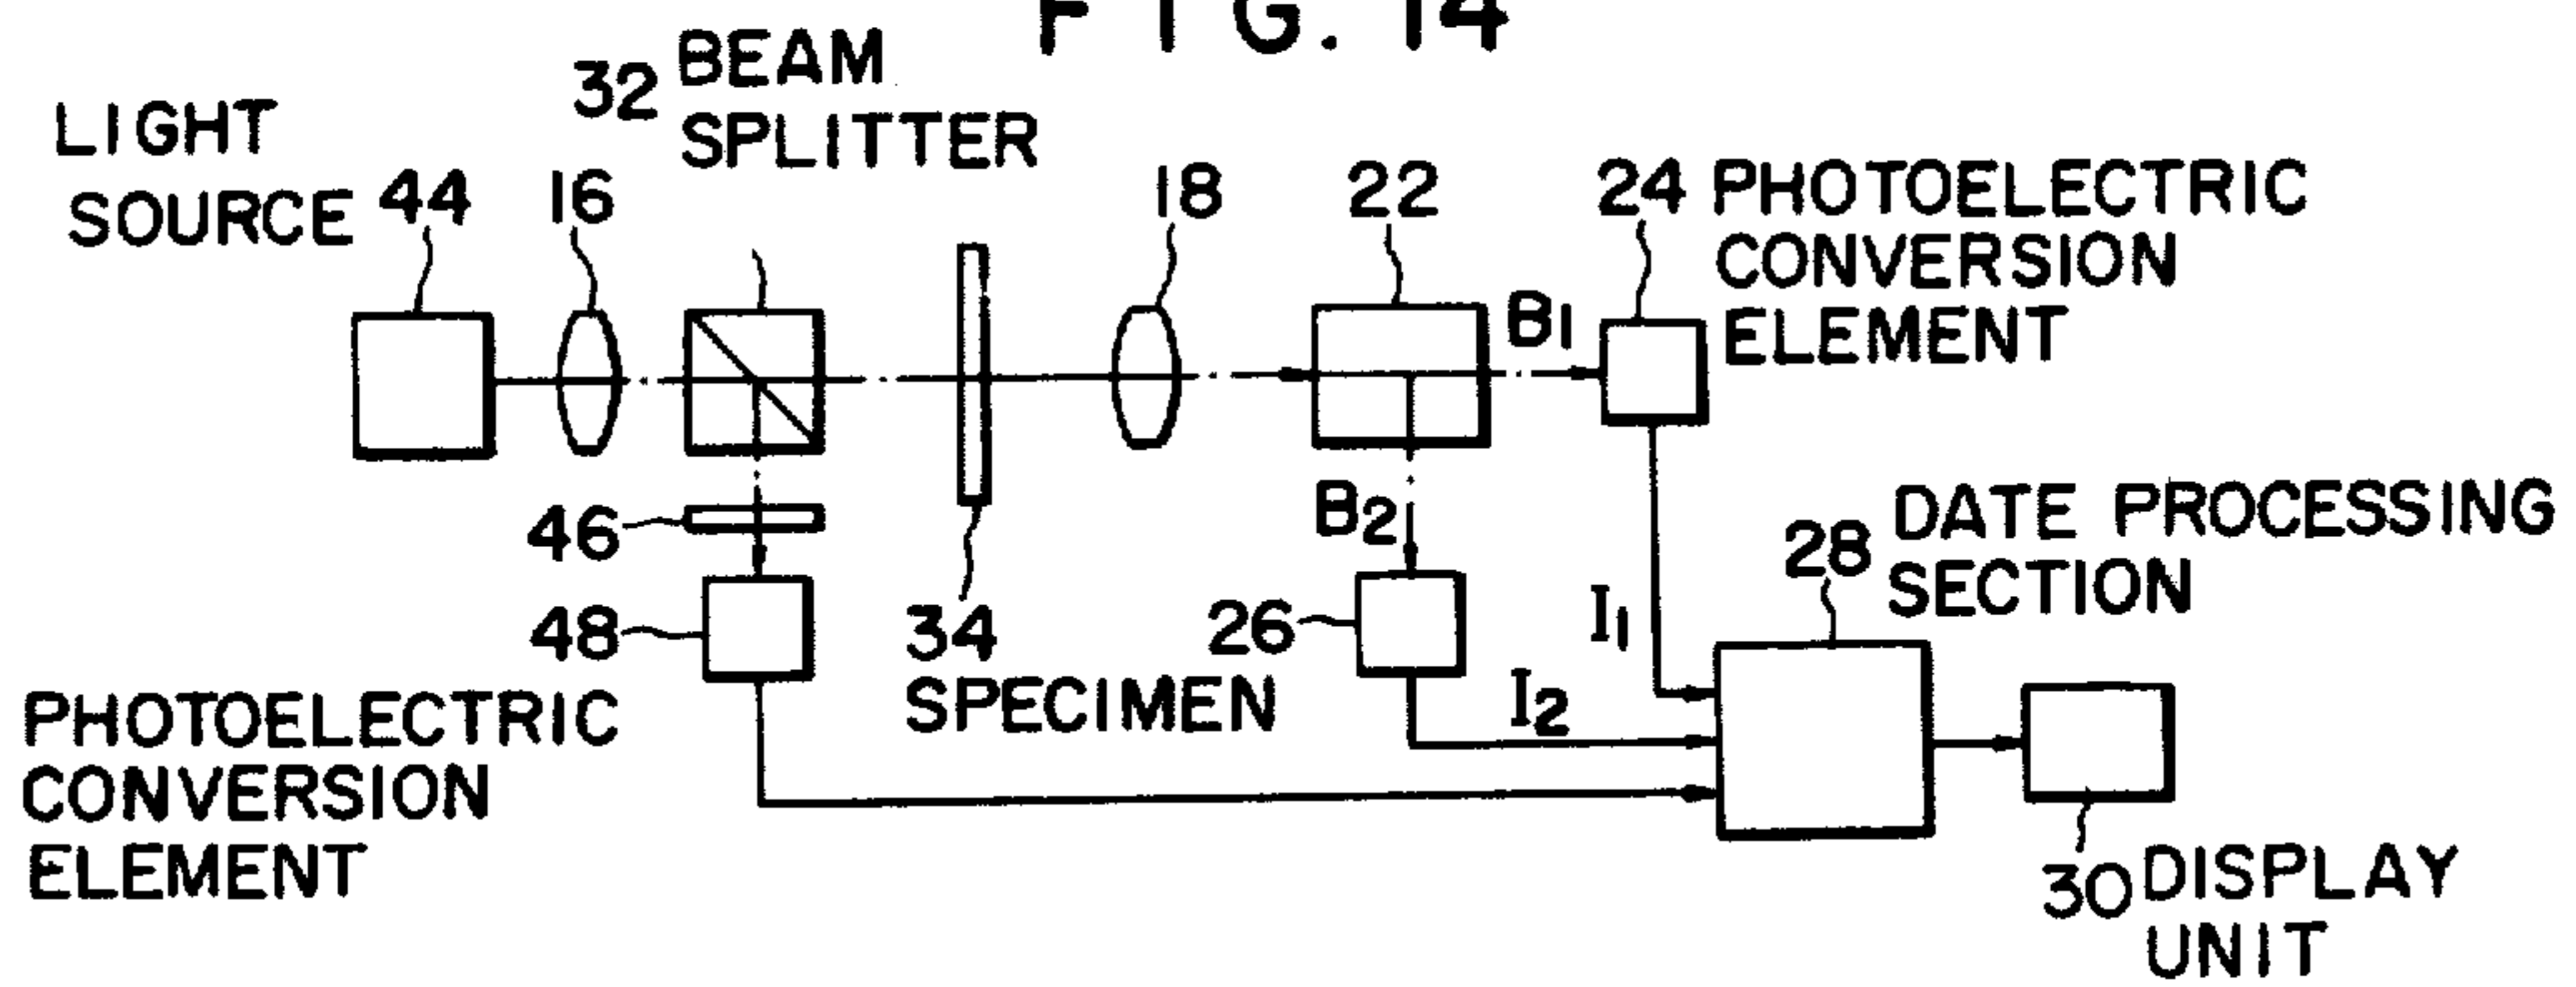 FIG. 14
LIGHT
SOURCE 44
16
32 BEAM
SPLITTER
18
22
24 PHOTOELECTRIC
CONVERSION
ELEMENT
B1
B2
46
48
PHOTOELECTRIC
CONVERSION
ELEMENT
34
SPECIMEN
26
I1
I2
28 DATE PROCESSING
SECTION
30 DISPLAY
UNIT